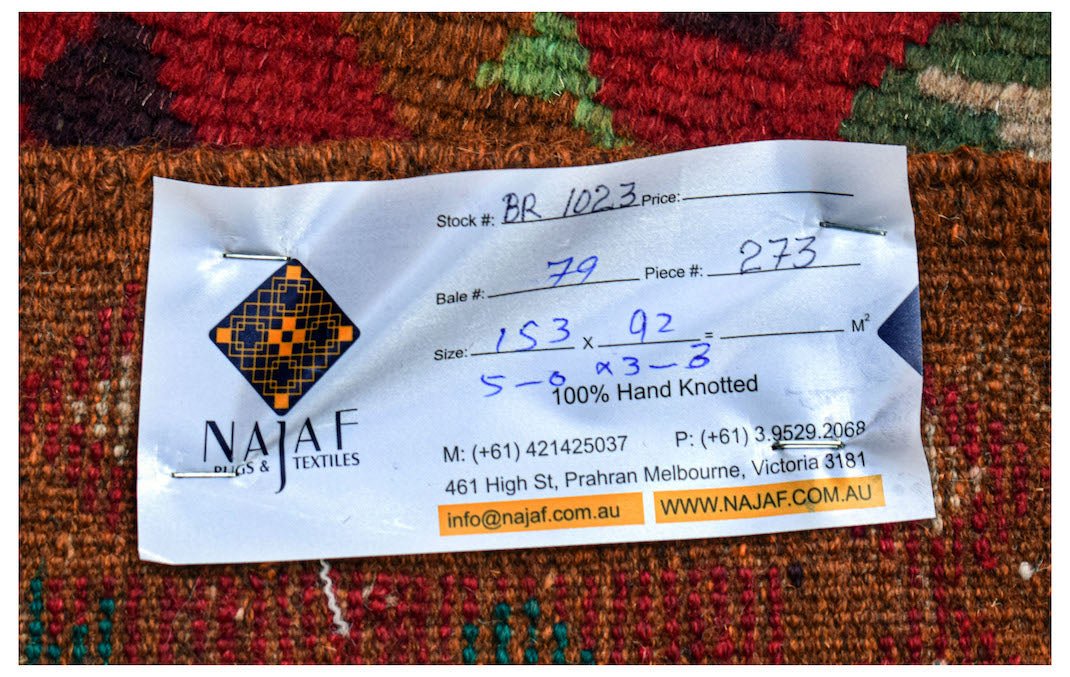 Stock #: BR 1023 Price:
Bale #: 79 Piece #: 273
Size: 153 X 92 = M²
5-0 x 3-3
100% Hand Knotted
NAJAF
RUGS & TEXTILES
M: (+61) 421425037 P: (+61) 3.9529.2068
461 High St, Prahran Melbourne, Victoria 3181
info@najaf.com.au WWW.NAJAF.COM.AU